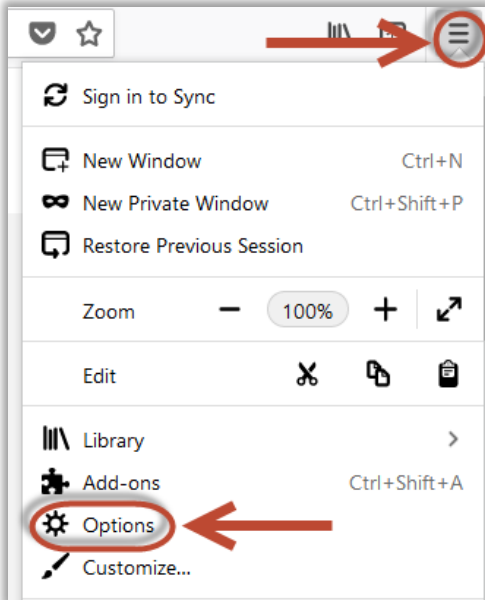 Sign in to Sync
New Window Ctrl+N
New Private Window Ctrl+Shift+P
Restore Previous Session
Zoom 100%
Edit
Library
Add-ons Ctrl+Shift+A
Options
Customize...